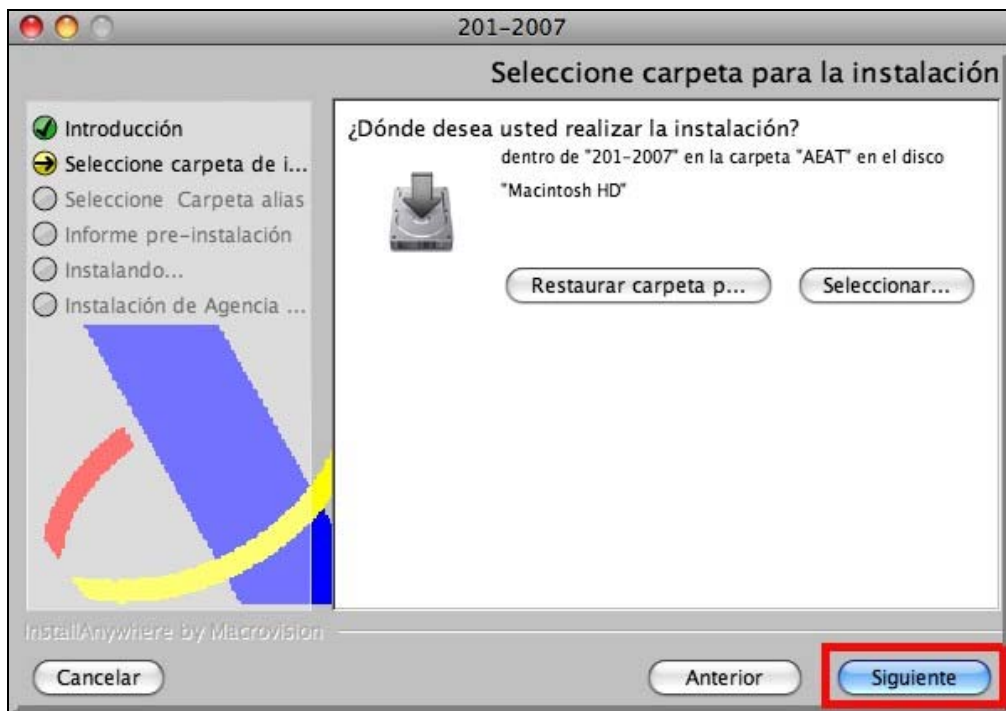 201-2007
Seleccione carpeta para la instalación
Introducción
Seleccione carpeta de i...
Seleccione Carpeta alias
Informe pre-instalación
Instalando...
Instalación de Agencia ...
¿Dónde desea usted realizar la instalación?
dentro de "201-2007" en la carpeta "AEAT" en el disco
"Macintosh HD"
Restaurar carpeta p...
Seleccionar...
InstallAnywhere by Macrovision
Cancelar
Anterior
Siguiente